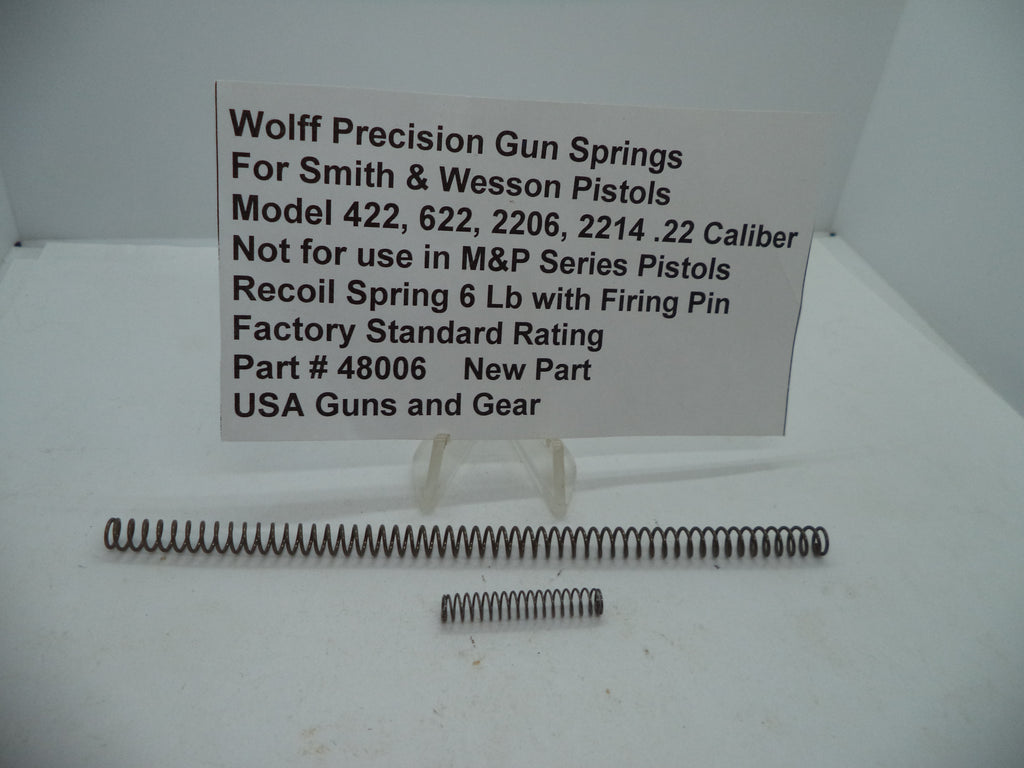 Wolff Precision Gun Springs
For Smith & Wesson Pistols
Model 422, 622, 2206, 2214 .22 Caliber
Not for use in M&P Series Pistols
Recoil Spring 6 Lb with Firing Pin
Factory Standard Rating
Part # 48006 New Part
USA Guns and Gear